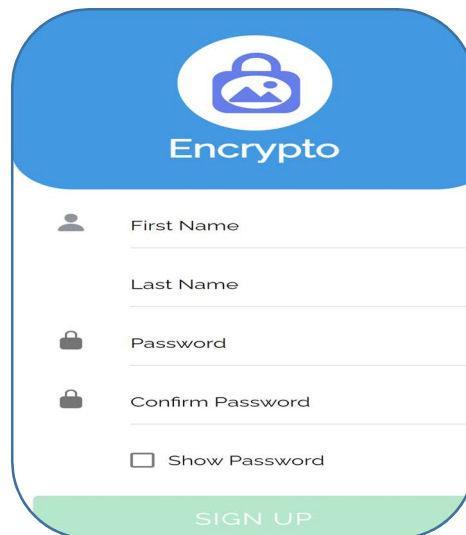 Encrypto
First Name
Last Name
Password
Confirm Password
Show Password
SIGN UP